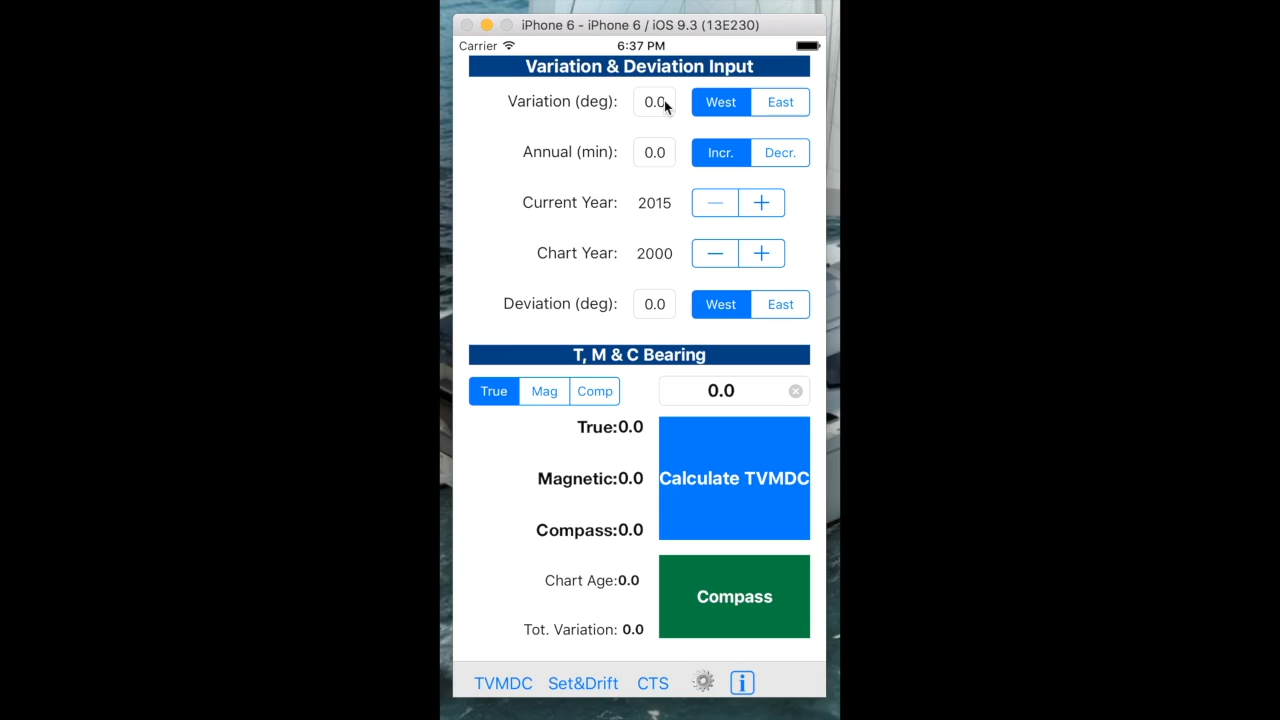 iPhone 6 - iPhone 6 / iOS 9.3 (13E230)
Carrier 6:37 PM
Variation & Deviation Input
Variation (deg): 0.0 West East
Annual (min): 0.0 Incr. Decr.
Current Year: 2015 — +
Chart Year: 2000 — +
Deviation (deg): 0.0 West East
T, M & C Bearing
True Mag Comp 0.0
True:0.0
Magnetic:0.0 Calculate TVMDC
Compass:0.0
Chart Age:0.0
Compass
Tot. Variation: 0.0
TVMDC Set&Drift CTS i